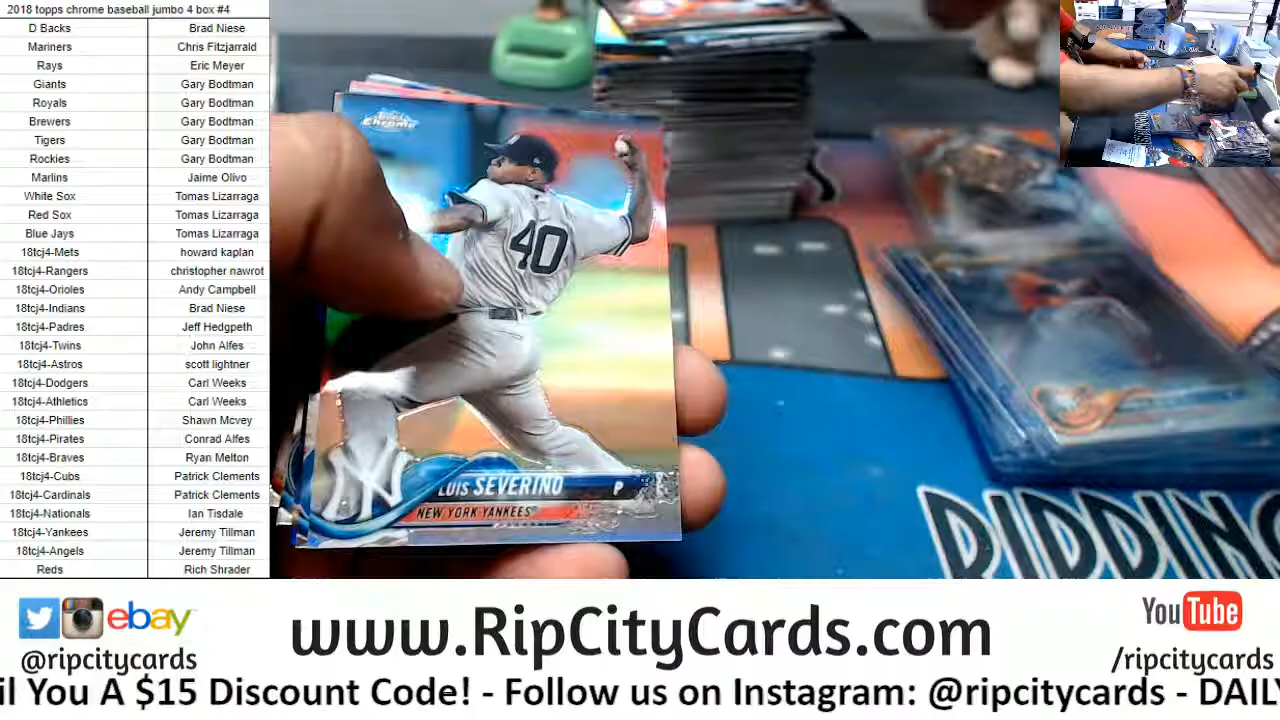 2018 topps chrome baseball jumbo 4 box #4
D Backs Brad Niese
Mariners Chris Fitzjarrald
Rays Eric Meyer
Giants Gary Bodtman
Royals Gary Bodtman
Brewers Gary Bodtman
Tigers Gary Bodtman
Rockies Gary Bodtman
Marlins Jaime Olivo
White Sox Tomas Lizarraga
Red Sox Tomas Lizarraga
Blue Jays Tomas Lizarraga
18tcj4-Mets howard kaplan
18tcj4-Rangers christopher nawrot
18tcj4-Orioles Andy Campbell
18tcj4-Indians Brad Niese
18tcj4-Padres Jeff Hedgpeth
18tcj4-Twins John Alfes
18tcj4-Astros scott lightner
18tcj4-Dodgers Carl Weeks
18tcj4-Athletics Carl Weeks
18tcj4-Phillies Shawn Mcvey
18tcj4-Pirates Conrad Alfes
18tcj4-Braves Ryan Melton
18tcj4-Cubs Patrick Clements
18tcj4-Cardinals Patrick Clements
18tcj4-Nationals Ian Tisdale
18tcj4-Yankees Jeremy Tillman
18tcj4-Angels Jeremy Tillman
Reds Rich Shrader
Topps Chrome
40
NY
LUIS SEVERINO P
NEW YORK YANKEES
RIPPING
ebay
@ripcitycards
www.RipCityCards.com
YouTube
/ripcitycards
il You A $15 Discount Code! - Follow us on Instagram: @ripcitycards - DAILY